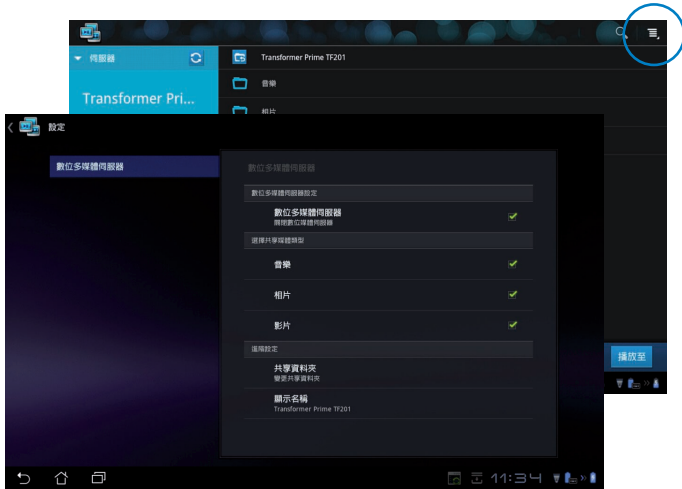 伺服器
Transformer Prime TF201
音樂
Transformer Pri...
相片
播放至
設定
數位多媒體伺服器
數位多媒體伺服器
數位多媒體伺服器設定
數位多媒體伺服器
開閉數位媒體伺服器
選擇共享媒體類型
音樂
相片
影片
進階設定
共享資料夾
變更共享資料夾
顯示名稱
Transformer Prime TF201
11:34